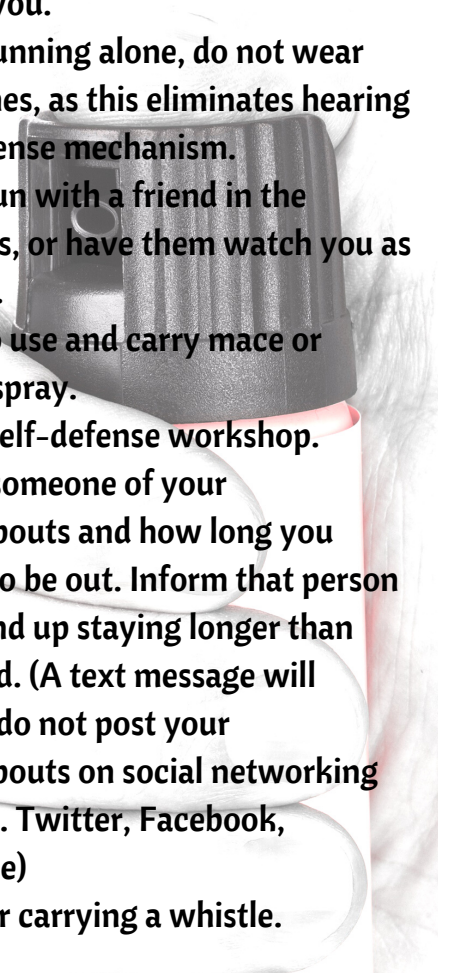 you.
unning alone, do not wear
es, as this eliminates hearing
ense mechanism.
un with a friend in the
s, or have them watch you as
.
use and carry mace or
spray.
elf-defense workshop.
someone of your
bouts and how long you
o be out. Inform that person
nd up staying longer than
d. (A text message will
do not post your
bouts on social networking
. Twitter, Facebook,
e)
r carrying a whistle.